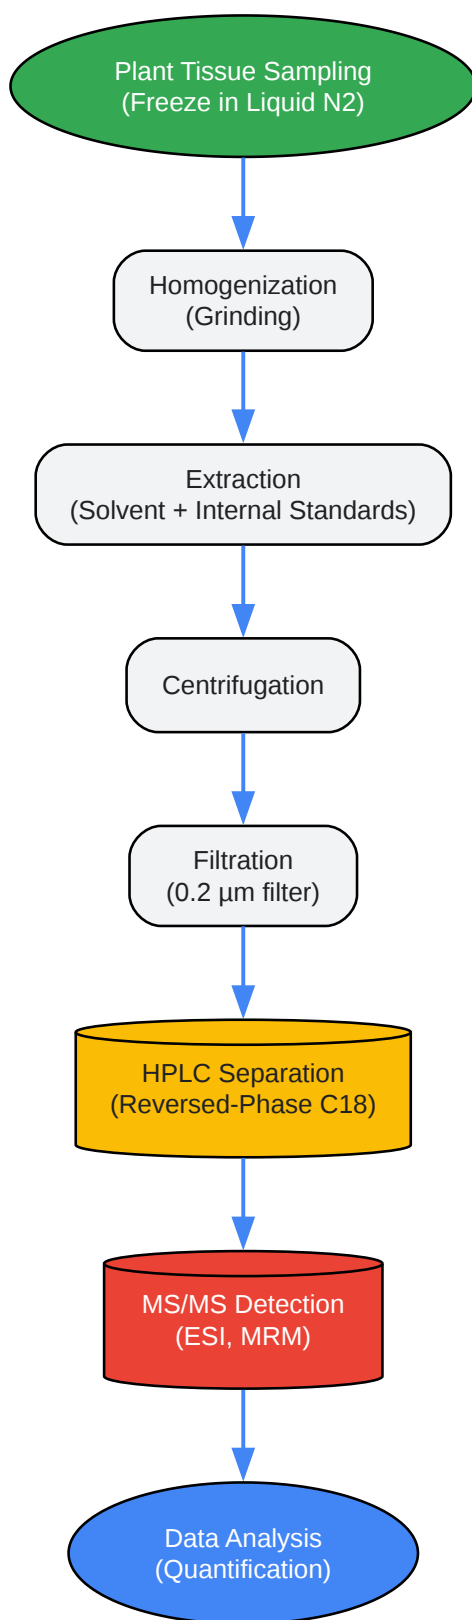 Plant Tissue Sampling
(Freeze in Liquid N2)
Homogenization
(Grinding)
Extraction
(Solvent + Internal Standards)
Centrifugation
Filtration
(0.2 µm filter)
HPLC Separation
(Reversed-Phase C18)
MS/MS Detection
(ESI, MRM)
Data Analysis
(Quantification)